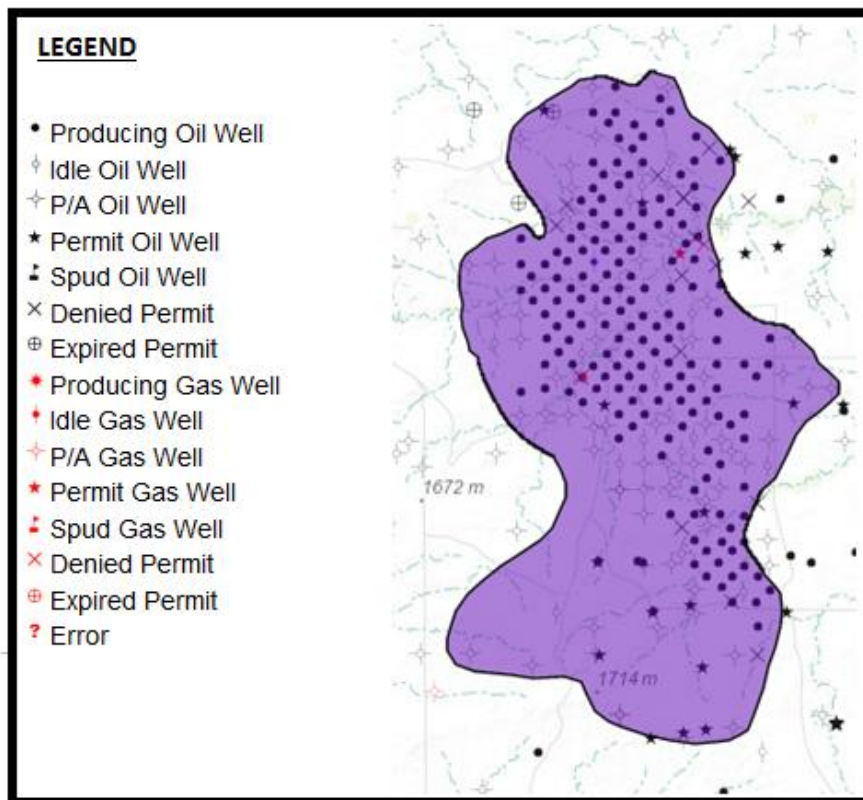 LEGEND
Producing Oil Well
Idle Oil Well
P/A Oil Well
Permit Oil Well
Spud Oil Well
Denied Permit
Expired Permit
Producing Gas Well
Idle Gas Well
P/A Gas Well
Permit Gas Well
Spud Gas Well
Denied Permit
Expired Permit
? Error
1672 m
1714 m